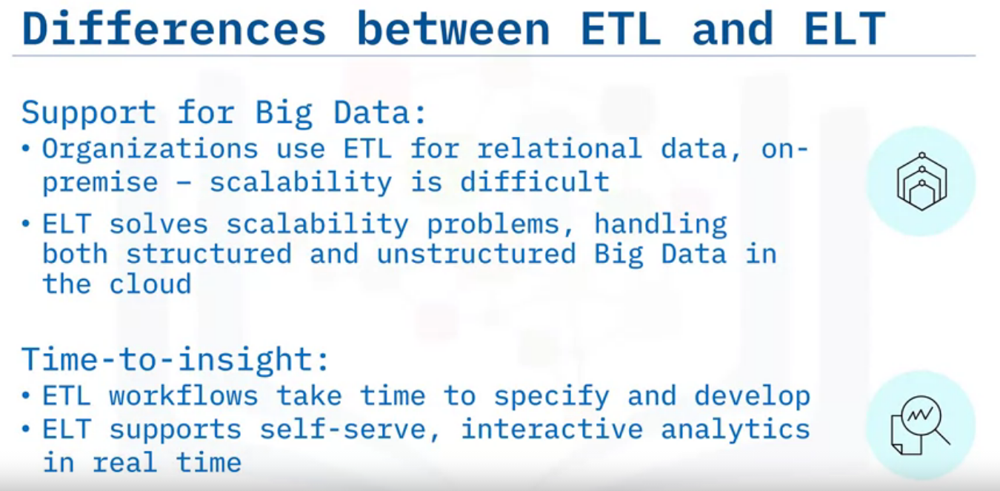 Differences between ETL and ELT
Support for Big Data:
• Organizations use ETL for relational data, on-
premise – scalability is difficult
• ELT solves scalability problems, handling
both structured and unstructured Big Data in
the cloud
Time-to-insight:
• ETL workflows take time to specify and develop
• ELT supports self-serve, interactive analytics
in real time